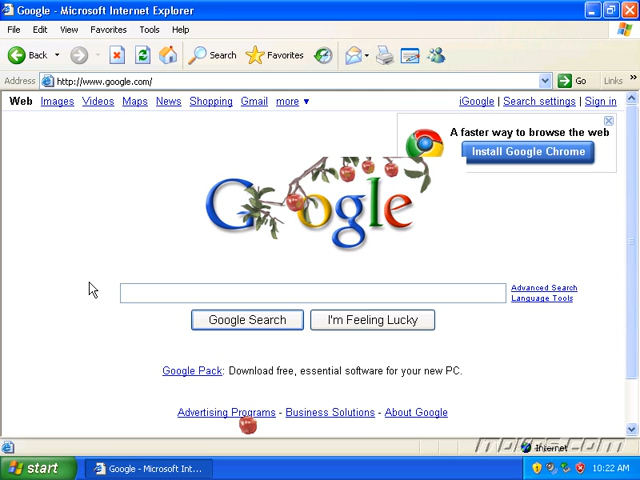 Google - Microsoft Internet Explorer
File Edit View Favorites Tools Help
Back Search Favorites
Address http://www.google.com/ Go Links »
Web Images Videos Maps News Shopping Gmail more ▼ iGoogle | Search settings | Sign in
A faster way to browse the web
Install Google Chrome
Google
Advanced Search
Language Tools
Google Search I'm Feeling Lucky
Google Pack: Download free, essential software for your new PC.
Advertising Programs - Business Solutions - About Google
Internet
start Google - Microsoft Int... 10:22 AM